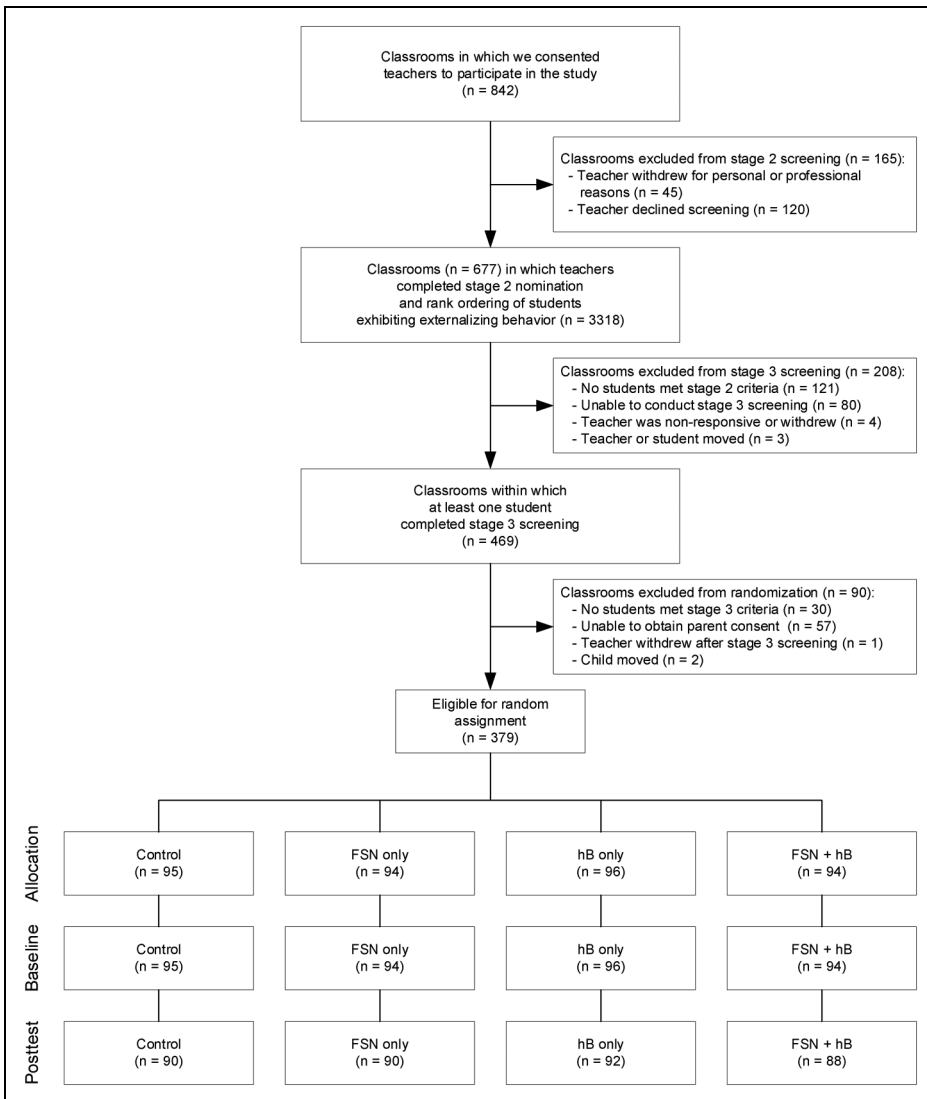 Classrooms in which we consented
teachers to participate in the study
(n = 842)
Classrooms excluded from stage 2 screening (n = 165):
- Teacher withdrew for personal or professional
reasons (n = 45)
- Teacher declined screening (n = 120)
Classrooms (n = 677) in which teachers
completed stage 2 nomination
and rank ordering of students
exhibiting externalizing behavior (n = 3318)
Classrooms excluded from stage 3 screening (n = 208):
- No students met stage 2 criteria (n = 121)
- Unable to conduct stage 3 screening (n = 80)
- Teacher was non-responsive or withdrew (n = 4)
- Teacher or student moved (n = 3)
Classrooms within which
at least one student
completed stage 3 screening
(n = 469)
Classrooms excluded from randomization (n = 90):
- No students met stage 3 criteria (n = 30)
- Unable to obtain parent consent (n = 57)
- Teacher withdrew after stage 3 screening (n = 1)
- Child moved (n = 2)
Eligible for random
assignment
(n = 379)
Allocation
Control
(n = 95)
FSN only
(n = 94)
hB only
(n = 96)
FSN + hB
(n = 94)
Baseline
Control
(n = 95)
FSN only
(n = 94)
hB only
(n = 96)
FSN + hB
(n = 94)
Posttest
Control
(n = 90)
FSN only
(n = 90)
hB only
(n = 92)
FSN + hB
(n = 88)